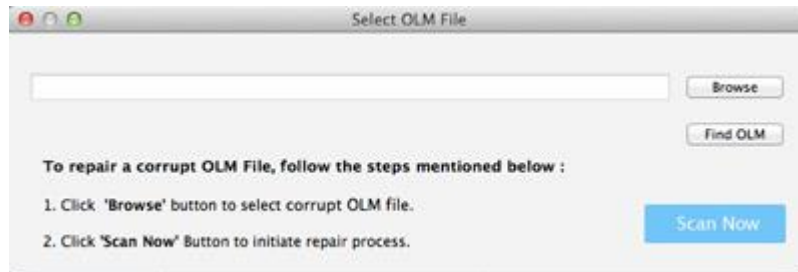 Select OLM File
Browse
Find OLM
To repair a corrupt OLM File, follow the steps mentioned below :
1. Click 'Browse' button to select corrupt OLM file.
Scan Now
2. Click 'Scan Now' Button to initiate repair process.